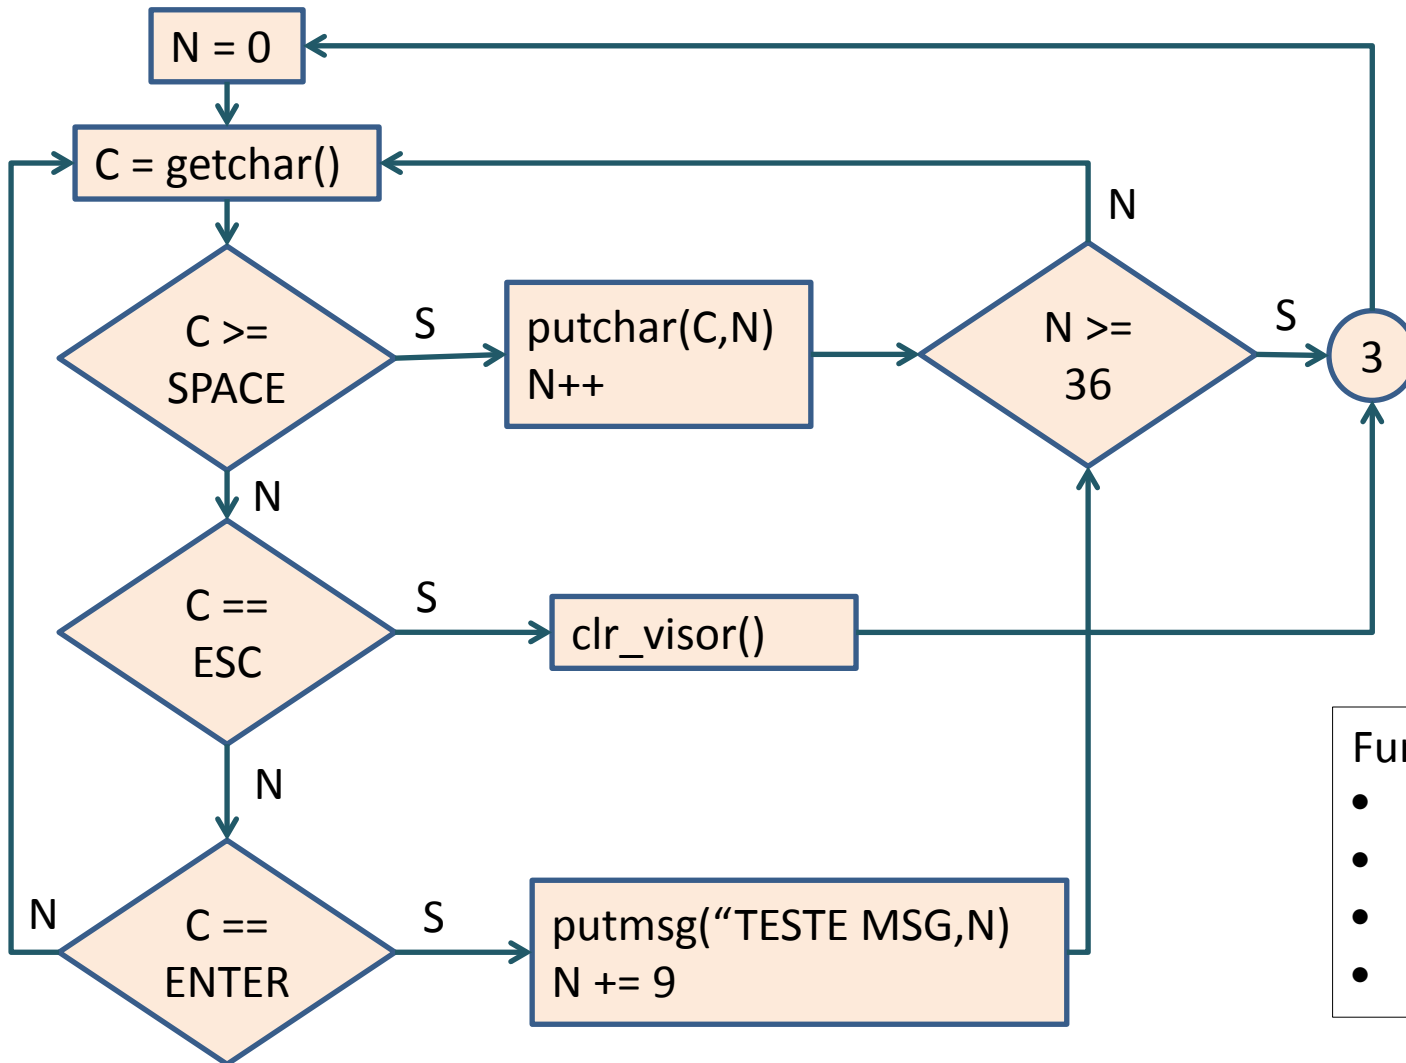 N = 0
C = getchar()
N
C >=
SPACE
S
putchar(C,N)
N++
N >=
36
S
3
N
C ==
ESC
S
clr_visor()
N
N
C ==
ENTER
S
putmsg(“TESTE MSG,N)
N += 9